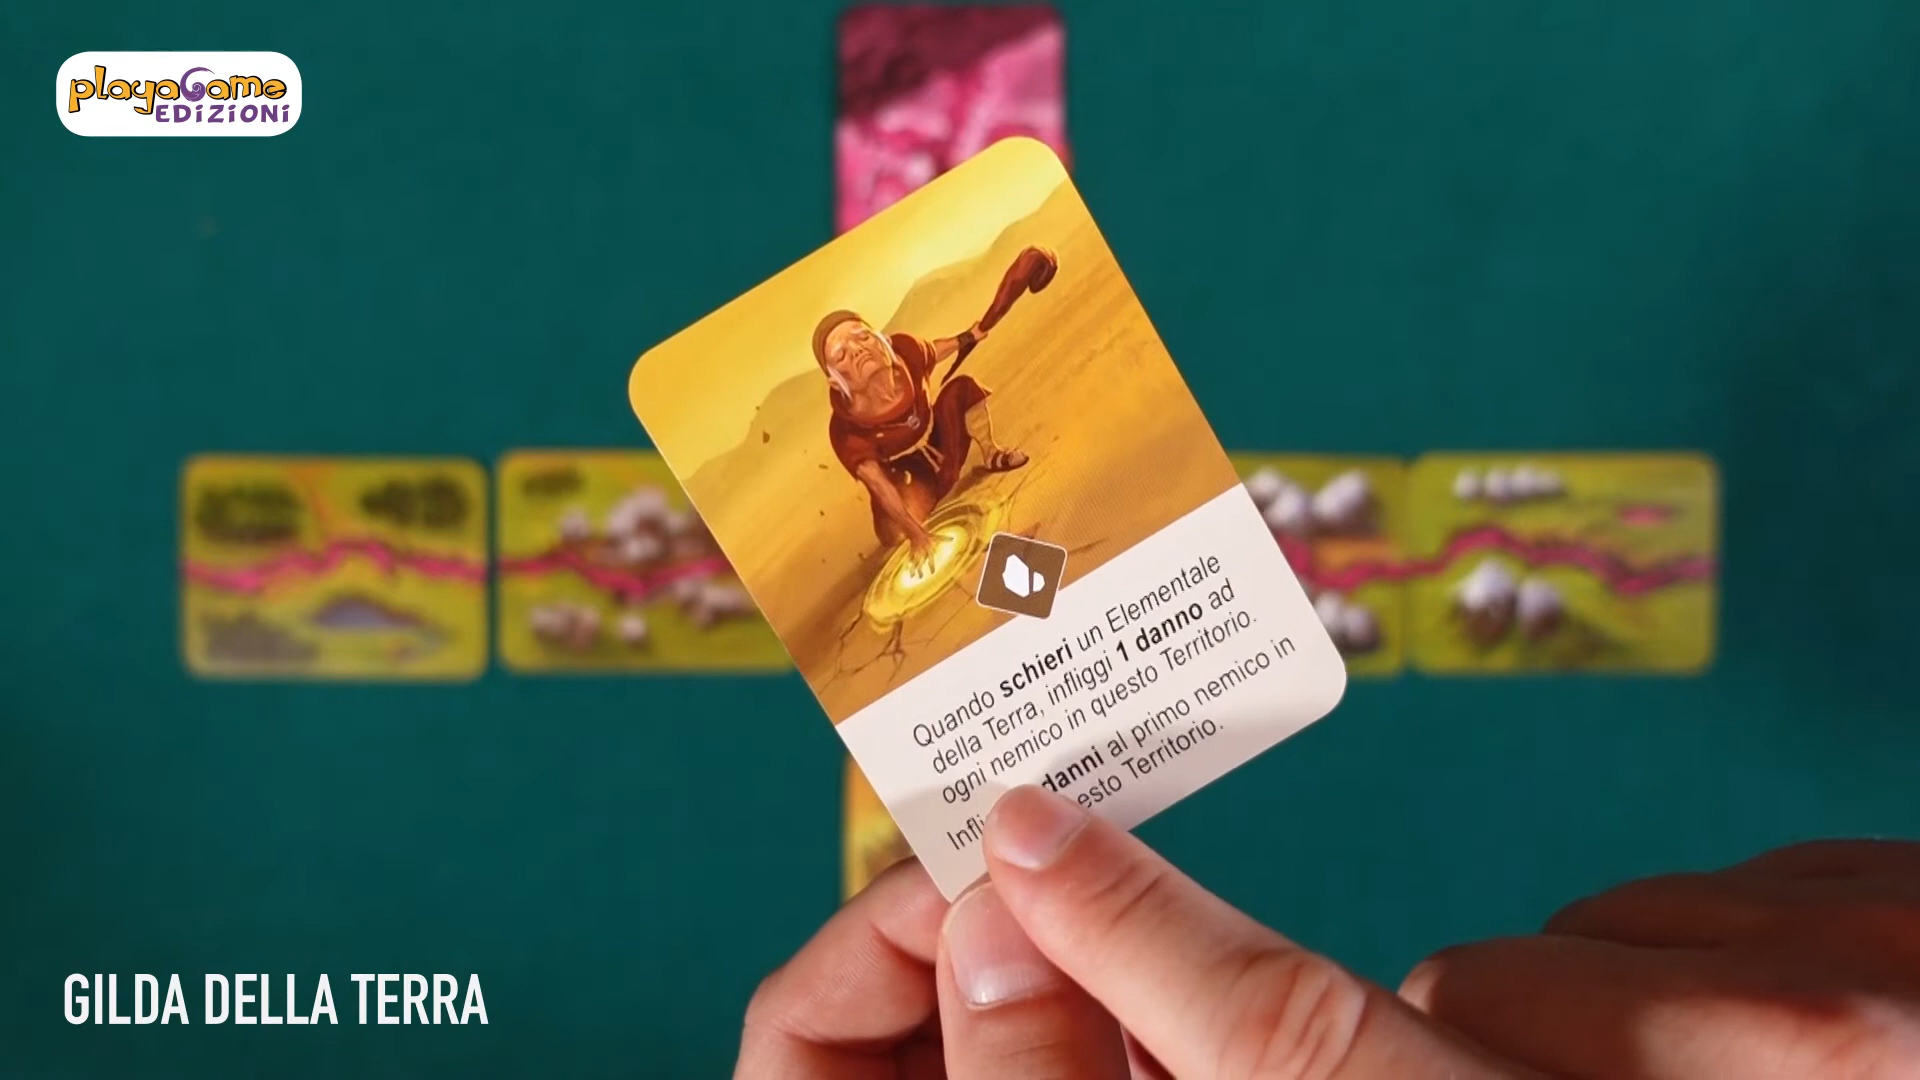 playaGame
EDIZIONI
Quando schieri un Elementale
della Terra, infliggi 1 danno ad
ogni nemico in questo Territorio.
danni al primo nemico in
Territorio.
GILDA DELLA TERRA